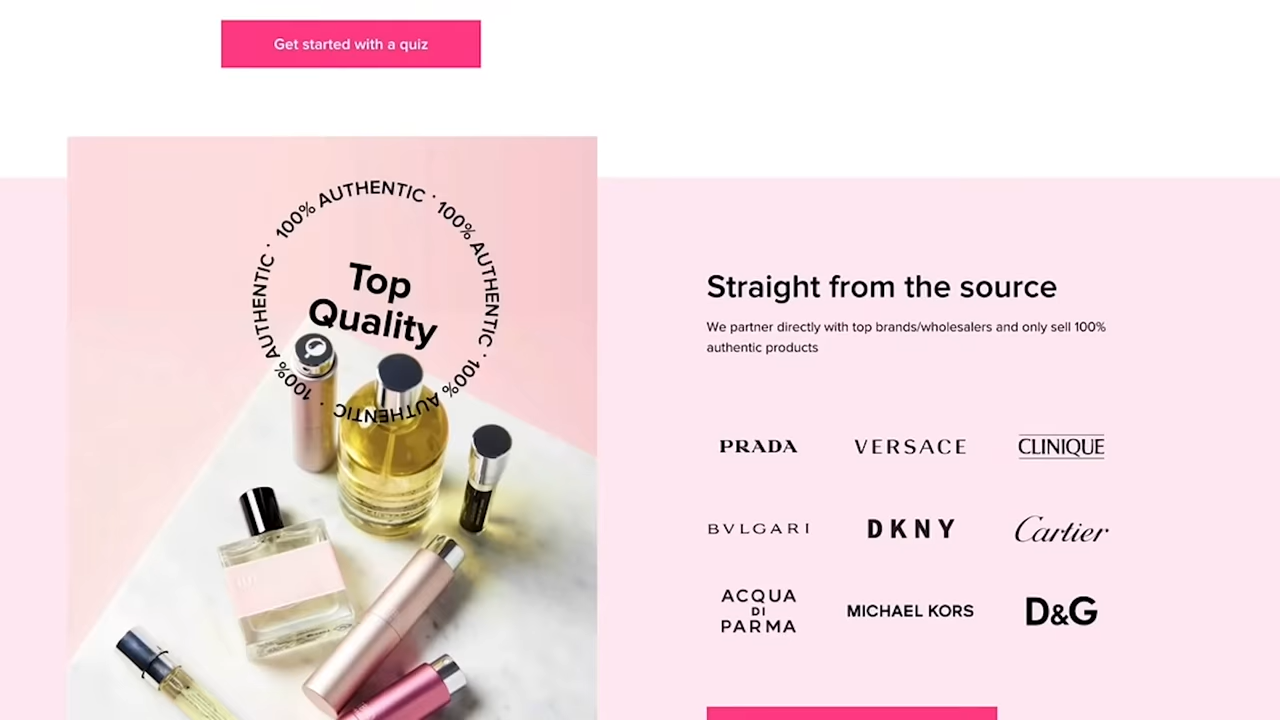 Get started with a quiz
100% AUTHENTIC · 100% AUTHENTIC · 100% AUTHENTIC · 100% AUTHENTIC ·
Top
Quality
Straight from the source
We partner directly with top brands/wholesalers and only sell 100%
authentic products
PRADA VERSACE CLINIQUE
BVLGARI DKNY Cartier
ACQUA
DI
PARMA
MICHAEL KORS
D&G